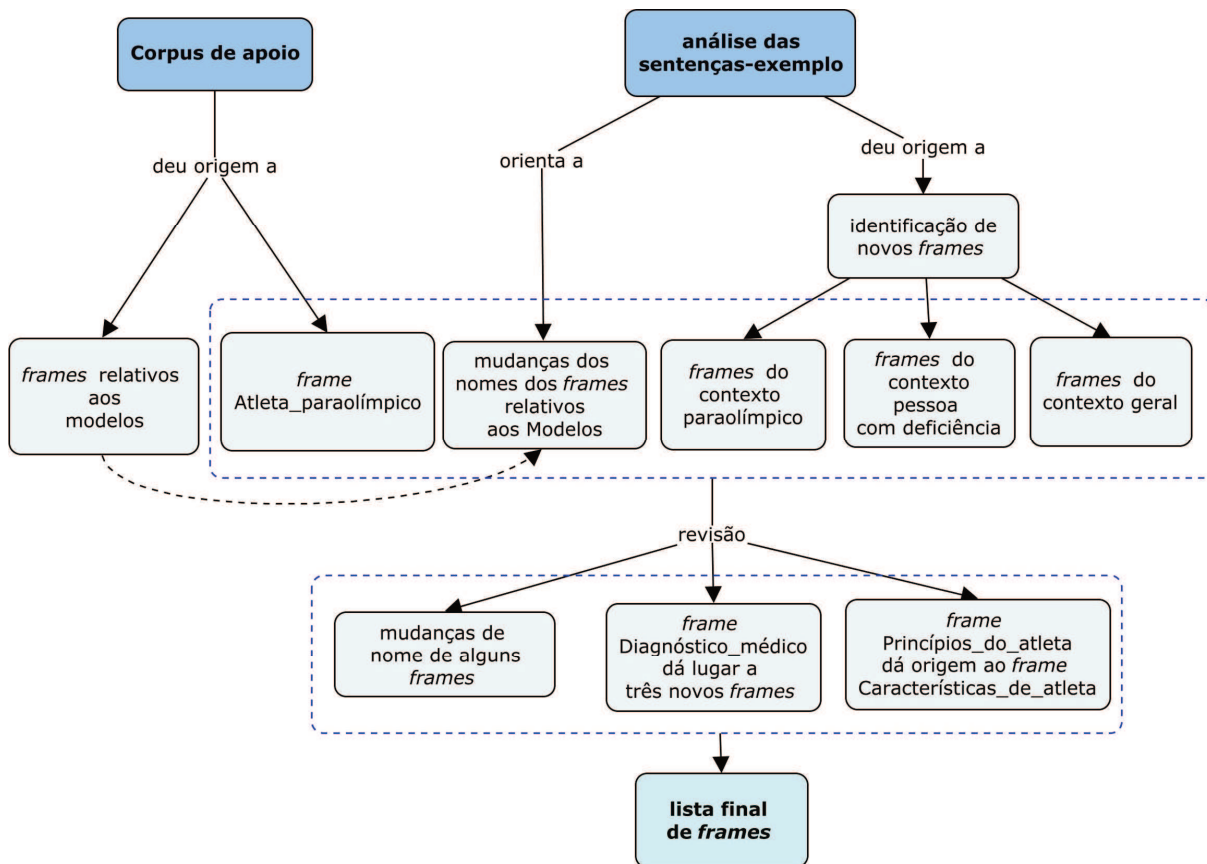 Corpus de apoio
análise das
sentenças-exemplo
deu origem a
orienta a
deu origem a
identificação de
novos frames
frames relativos
aos
modelos
frame
Atleta_paraolímpico
mudanças dos
nomes dos frames
relativos
aos Modelos
frames do
contexto
paraolímpico
frames do
contexto
pessoa
com deficiência
frames do
contexto geral
revisão
mudanças de
nome de alguns
frames
frame
Diagnóstico_médico
dá lugar a
três novos frames
frame
Princípios_do_atleta
dá origem ao frame
Características_de_atleta
lista final
de frames